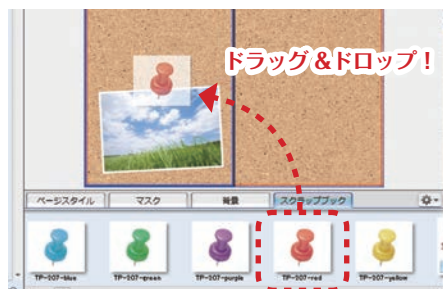 ドラッグ＆ドロップ！
ページスタイル
マスク
背景
スクラップブック
TP-207-blue
TP-207-green
TP-207-purple
TP-207-red
TP-207-yellow